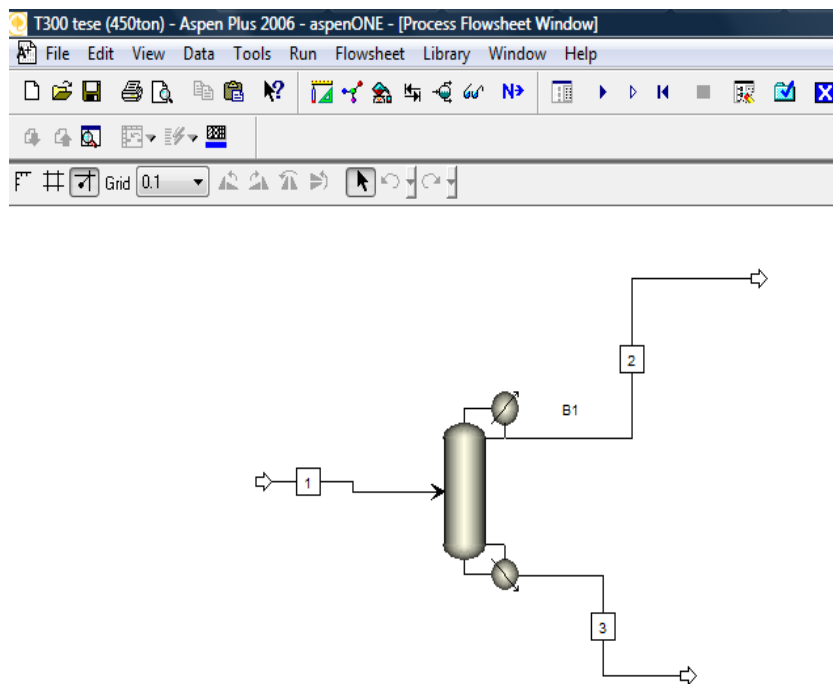 T300 tese (450ton) - Aspen Plus 2006 - aspenONE - [Process Flowsheet Window]
File Edit View Data Tools Run Flowsheet Library Window Help
N
Grid 0.1
2
B1
1
3